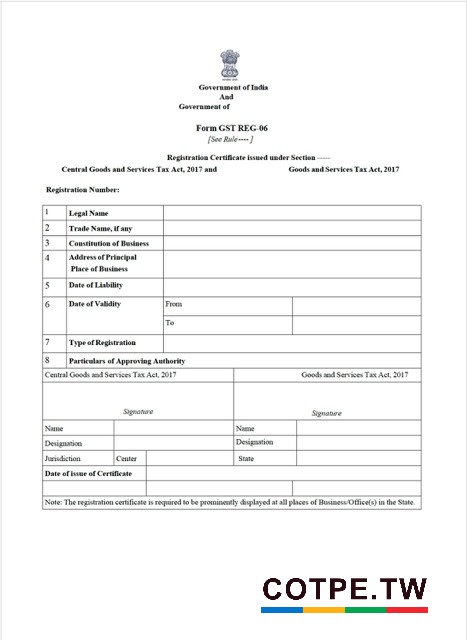 Government of India
And
Government of
Form GST REG-06
[See Rule---- ]
Registration Certificate issued under Section -----
Central Goods and Services Tax Act, 2017 and Goods and Services Tax Act, 2017
Registration Number:
1 Legal Name
2 Trade Name, if any
3 Constitution of Business
4 Address of Principal
Place of Business
5 Date of Liability
6 Date of Validity From
To
7 Type of Registration
8 Particulars of Approving Authority
Central Goods and Services Tax Act, 2017 Goods and Services Tax Act, 2017
Signature Signature
Name Name
Designation Designation
Jurisdiction Center State
Date of issue of Certificate
Note: The registration certificate is required to be prominently displayed at all places of Business/Office(s) in the State.
COTPE.TW